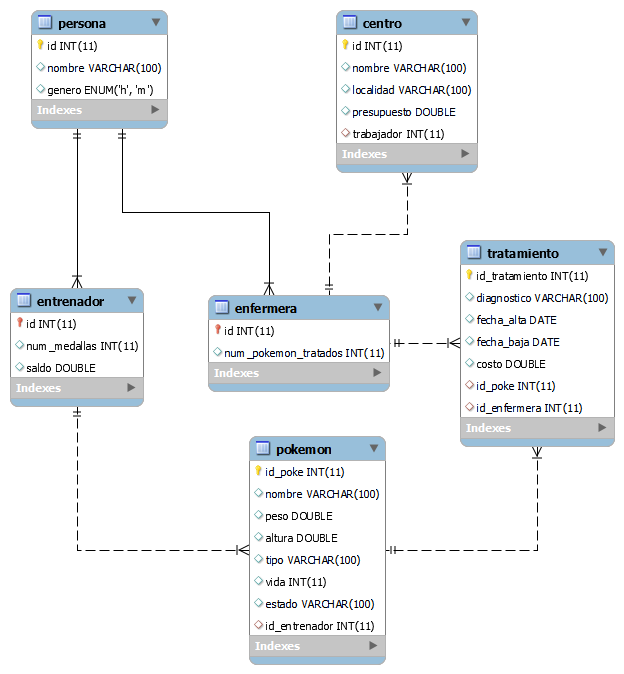 persona
id INT(11)
nombre VARCHAR(100)
genero ENUM('h', 'm')
Indexes
centro
id INT(11)
nombre VARCHAR(100)
localidad VARCHAR(100)
presupuesto DOUBLE
trabajador INT(11)
Indexes
tratamiento
id_tratamiento INT(11)
diagnostico VARCHAR(100)
fecha_alta DATE
fecha_baja DATE
costo DOUBLE
id_poke INT(11)
id_enfermera INT(11)
Indexes
entrenador
id INT(11)
num_medallas INT(11)
saldo DOUBLE
Indexes
enfermera
id INT(11)
num_pokemon_tratados INT(11)
Indexes
pokemon
id_poke INT(11)
nombre VARCHAR(100)
peso DOUBLE
altura DOUBLE
tipo VARCHAR(100)
vida INT(11)
estado VARCHAR(100)
id_entrenador INT(11)
Indexes